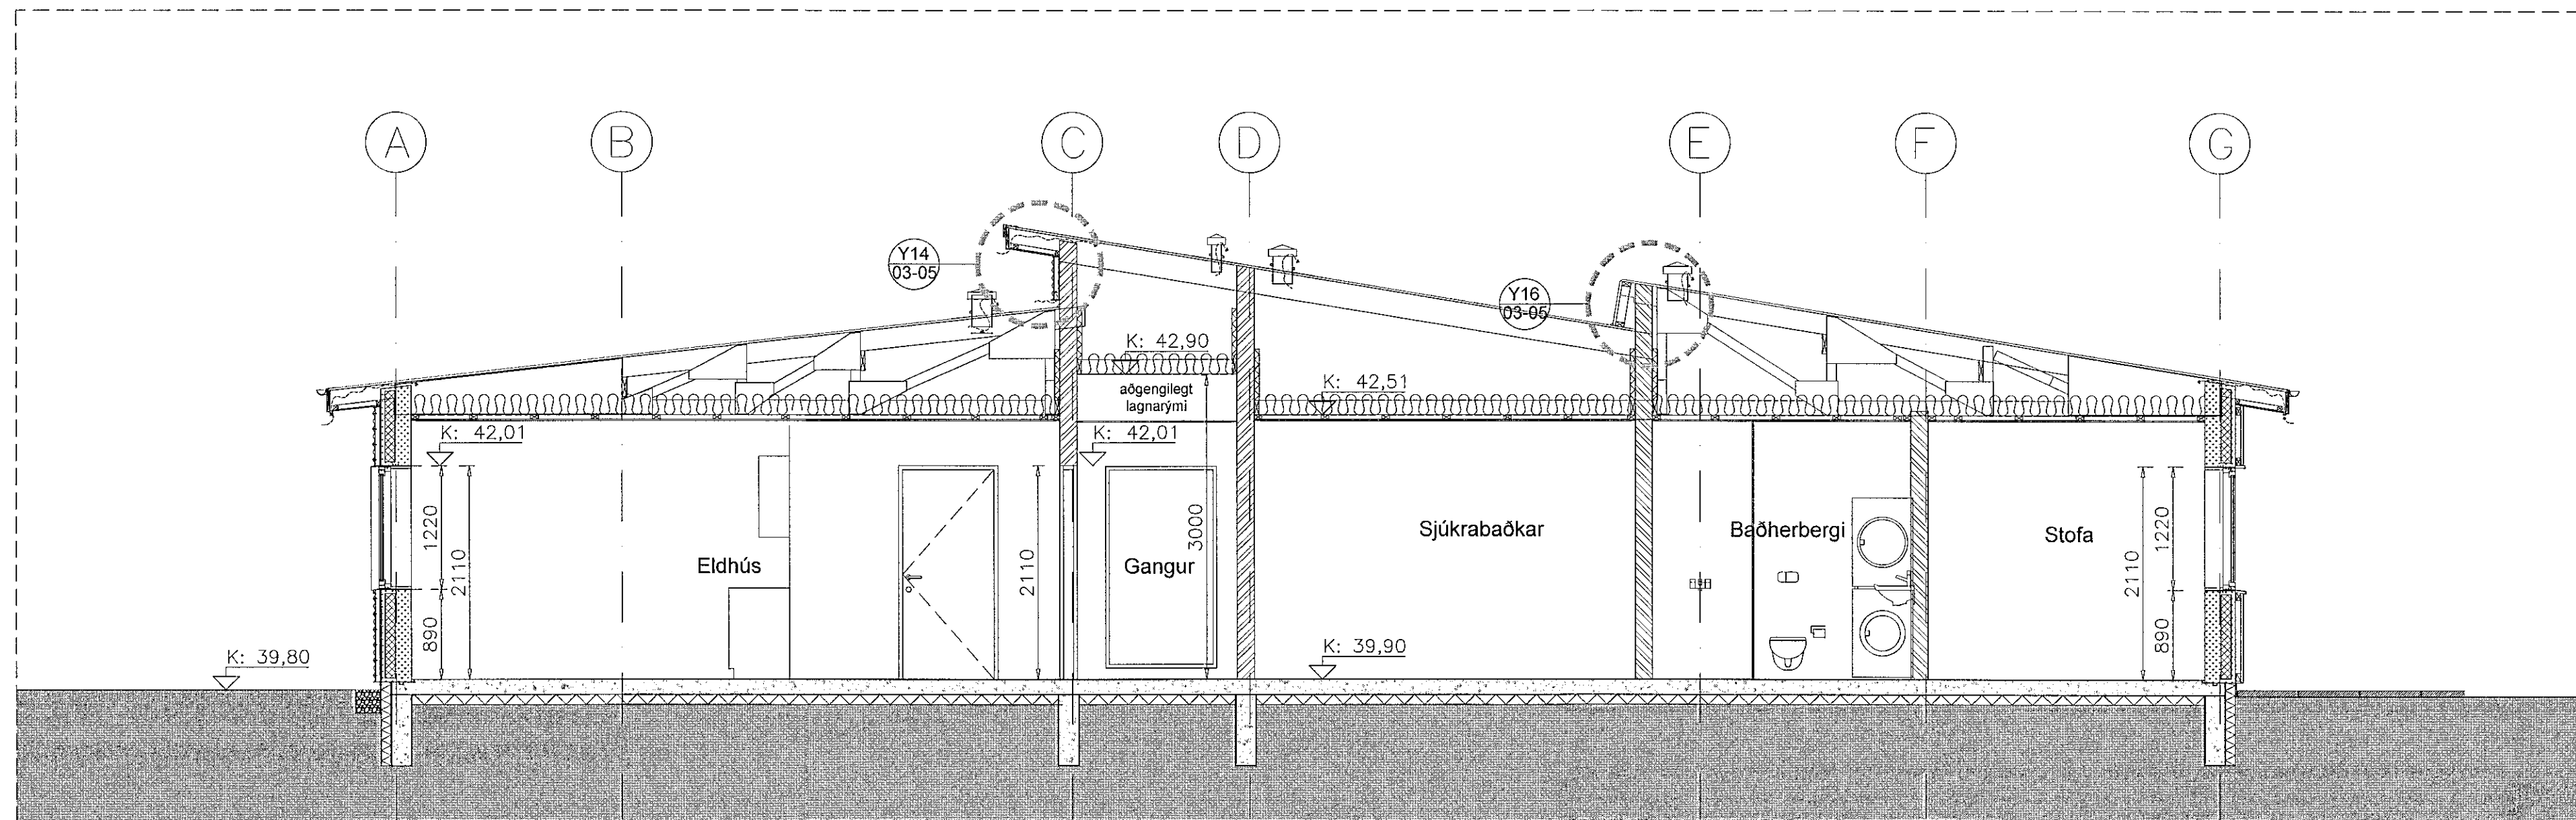 A
B
C
D
E
F
G
Y14
03-05
Y16
03-05
K: 42,90
aðgengilegt
lagnarými
K: 42,51
K: 42,01
K: 42,01
1220
2110
890
Eldhús
2110
Gangur
3000
Sjúkrabaðkar
Baðherbergi
Stofa
2110
1220
890
K: 39,80
K: 39,90